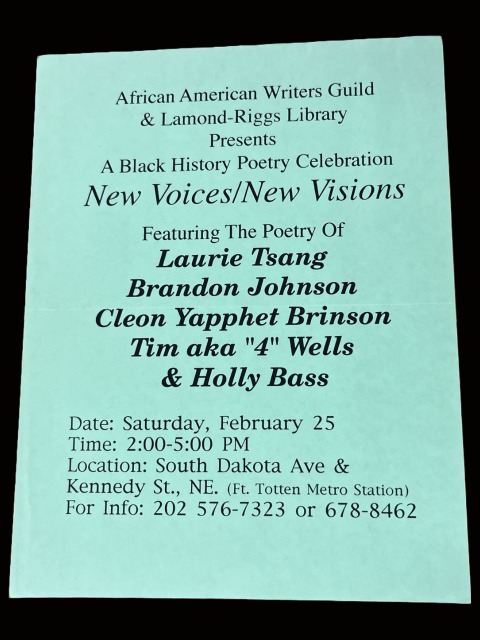 African American Writers Guild
& Lamond-Riggs Library
Presents
A Black History Poetry Celebration
New Voices/New Visions
Featuring The Poetry Of
Laurie Tsang
Brandon Johnson
Cleon Yapphet Brinson
Tim aka "4" Wells
& Holly Bass
Date: Saturday, February 25
Time: 2:00-5:00 PM
Location: South Dakota Ave &
Kennedy St., NE. (Ft. Totten Metro Station)
For Info: 202 576-7323 or 678-8462